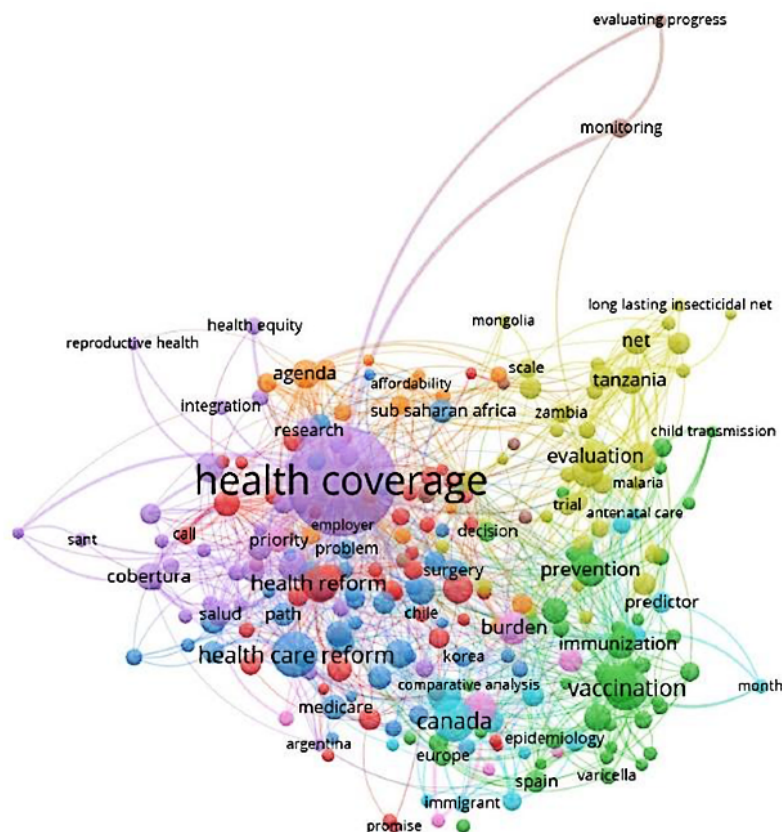 evaluating progress
monitoring
long lasting insecticidal net
mongolia
health equity
net
reproductive health
agenda
affordability
scale
tanzania
integration
sub saharan africa
zambia
research
child transmission
evaluation
health coverage
malaria
trial
antenatal care
employer
call
sant
priority
problem
decision
cobertura
health reform
surgery
prevention
salud
path
chile
predictor
burden
immunization
health care reform
korea
comparative analysis
vaccination
month
medicare
canada
argentina
europe
epidemiology
spain
varicella
immigrant
promise